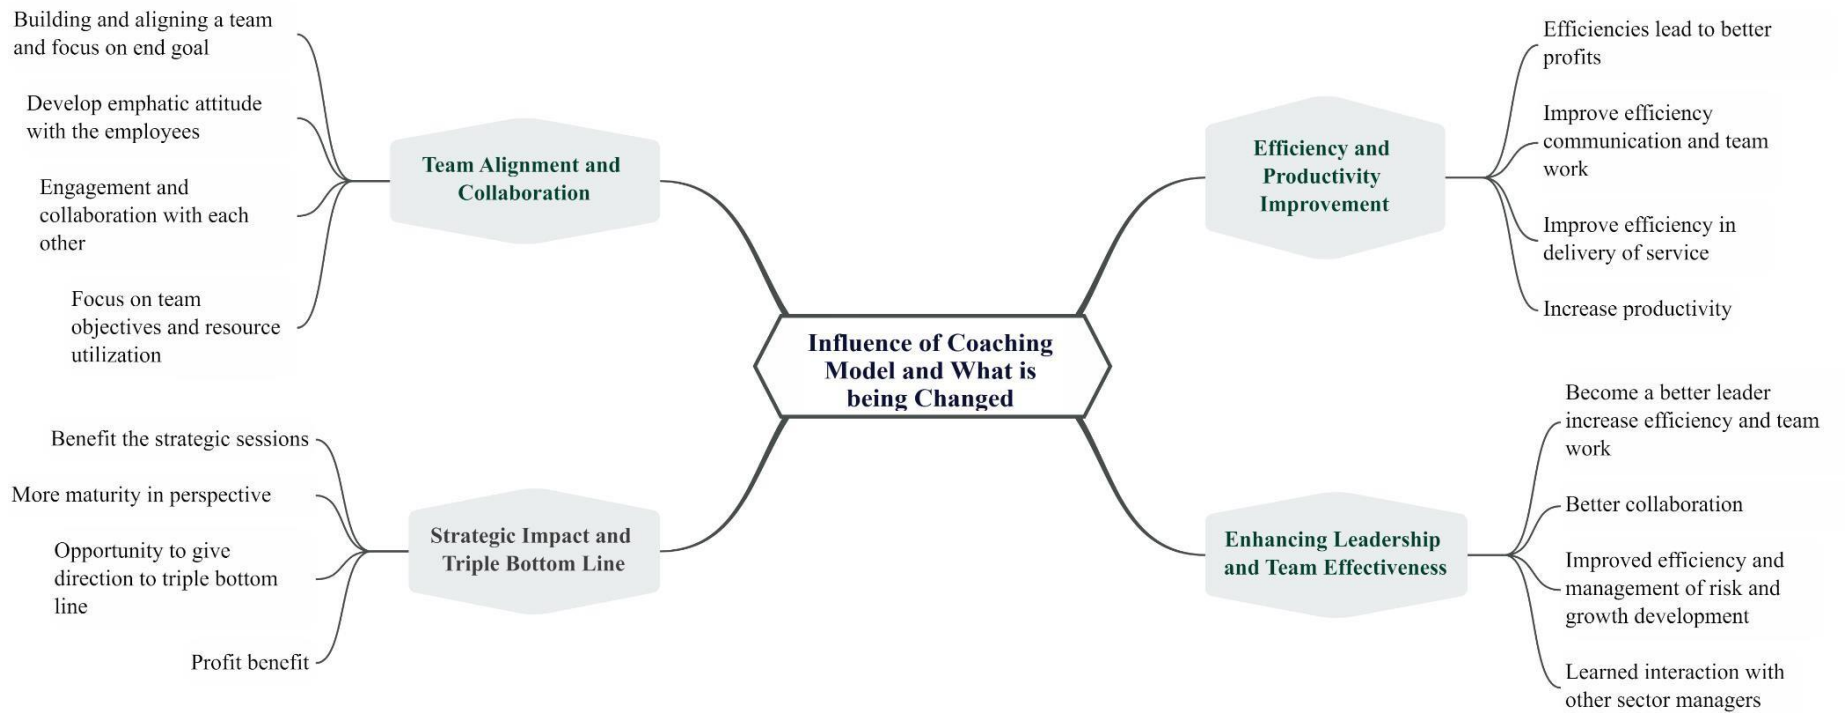 Building and aligning a team
and focus on end goal
Develop emphatic attitude
with the employees
Engagement and
collaboration with each
other
Focus on team
objectives and resource
utilization
Team Alignment and
Collaboration
Benefit the strategic sessions
More maturity in perspective
Opportunity to give
direction to triple bottom
line
Profit benefit
Strategic Impact and
Triple Bottom Line
Influence of Coaching
Model and What is
being Changed
Efficiency and
Productivity
Improvement
Efficiencies lead to better
profits
Improve efficiency
communication and team
work
Improve efficiency in
delivery of service
Increase productivity
Enhancing Leadership
and Team Effectiveness
Become a better leader
increase efficiency and team
work
Better collaboration
Improved efficiency and
management of risk and
growth development
Learned interaction with
other sector managers